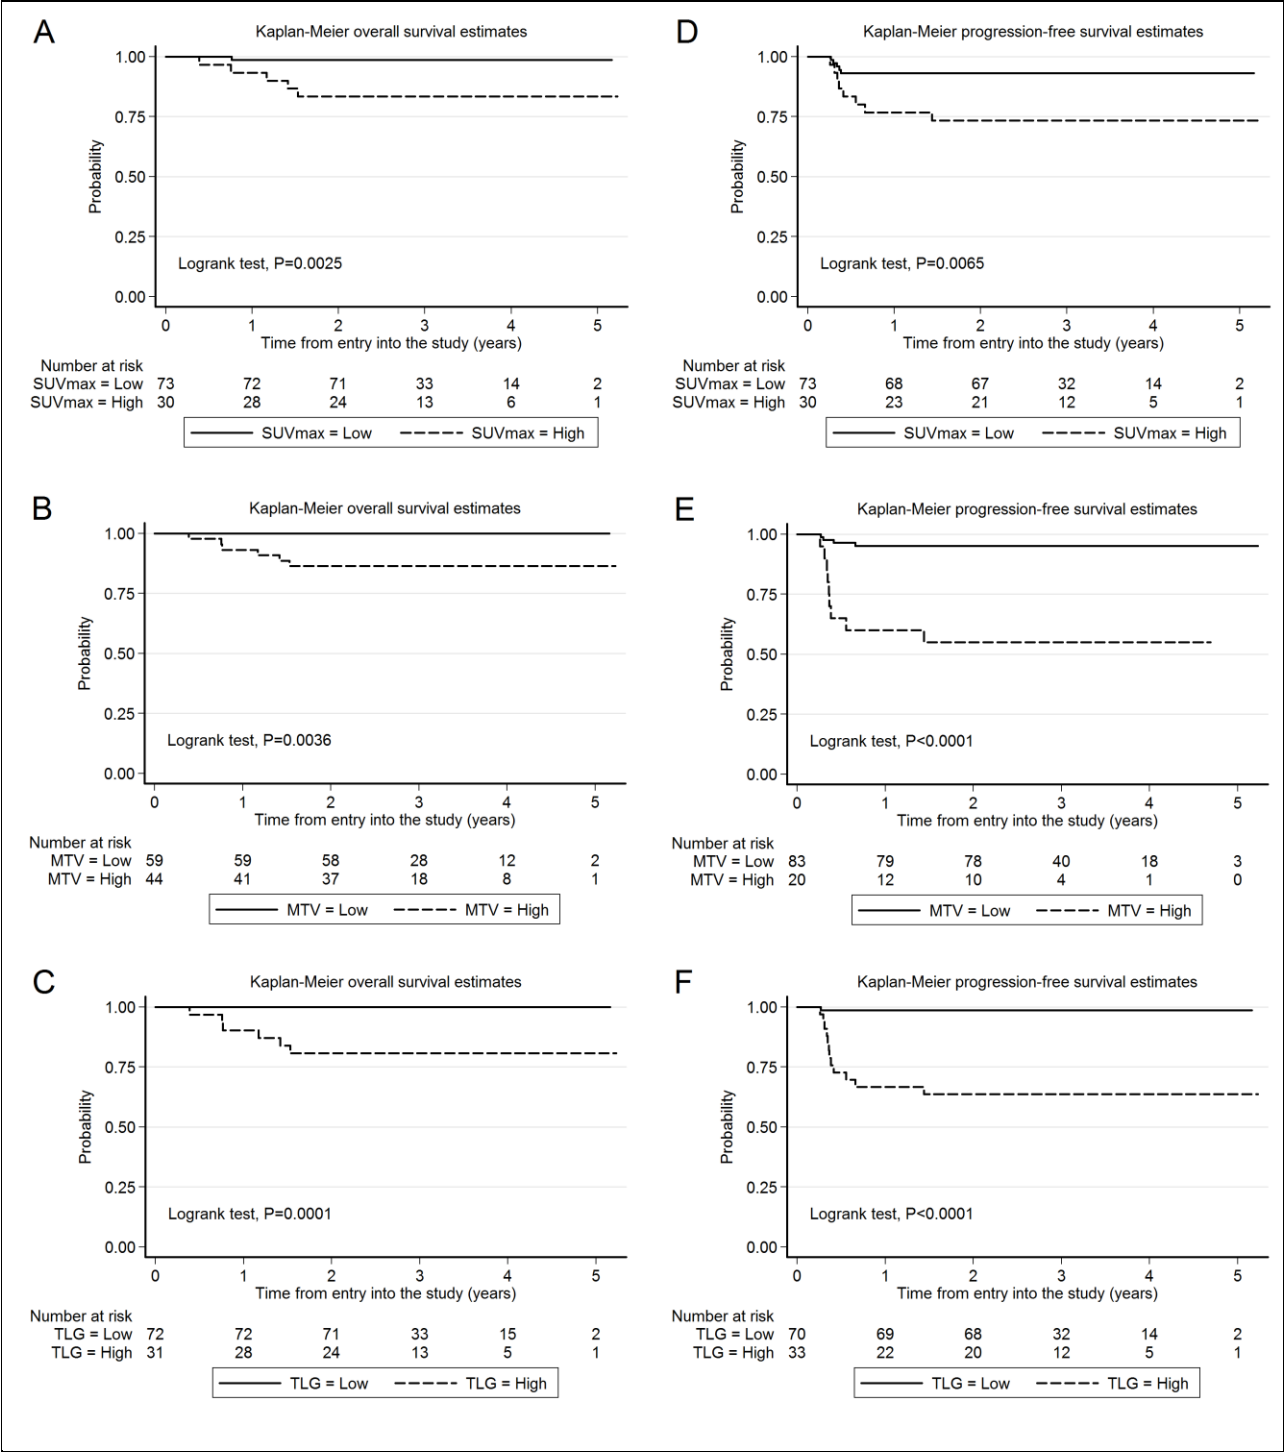 A
Kaplan-Meier overall survival estimates
1.00
0.75
0.50
0.25
0.00
Probability
Logrank test, P=0.0025
0 1 2 3 4 5
Time from entry into the study (years)
Number at risk
SUVmax = Low 73 72 71 33 14 2
SUVmax = High 30 28 24 13 6 1
SUVmax = Low SUVmax = High
D
Kaplan-Meier progression-free survival estimates
1.00
0.75
0.50
0.25
0.00
Probability
Logrank test, P=0.0065
0 1 2 3 4 5
Time from entry into the study (years)
Number at risk
SUVmax = Low 73 68 67 32 14 2
SUVmax = High 30 23 21 12 5 1
SUVmax = Low SUVmax = High
B
Kaplan-Meier overall survival estimates
1.00
0.75
0.50
0.25
0.00
Probability
Logrank test, P=0.0036
0 1 2 3 4 5
Time from entry into the study (years)
Number at risk
MTV = Low 59 59 58 28 12 2
MTV = High 44 41 37 18 8 1
MTV = Low MTV = High
E
Kaplan-Meier progression-free survival estimates
1.00
0.75
0.50
0.25
0.00
Probability
Logrank test, P<0.0001
0 1 2 3 4 5
Time from entry into the study (years)
Number at risk
MTV = Low 83 79 78 40 18 3
MTV = High 20 12 10 4 1 0
MTV = Low MTV = High
C
Kaplan-Meier overall survival estimates
1.00
0.75
0.50
0.25
0.00
Probability
Logrank test, P=0.0001
0 1 2 3 4 5
Time from entry into the study (years)
Number at risk
TLG = Low 72 72 71 33 15 2
TLG = High 31 28 24 13 5 1
TLG = Low TLG = High
F
Kaplan-Meier progression-free survival estimates
1.00
0.75
0.50
0.25
0.00
Probability
Logrank test, P<0.0001
0 1 2 3 4 5
Time from entry into the study (years)
Number at risk
TLG = Low 70 69 68 32 14 2
TLG = High 33 22 20 12 5 1
TLG = Low TLG = High